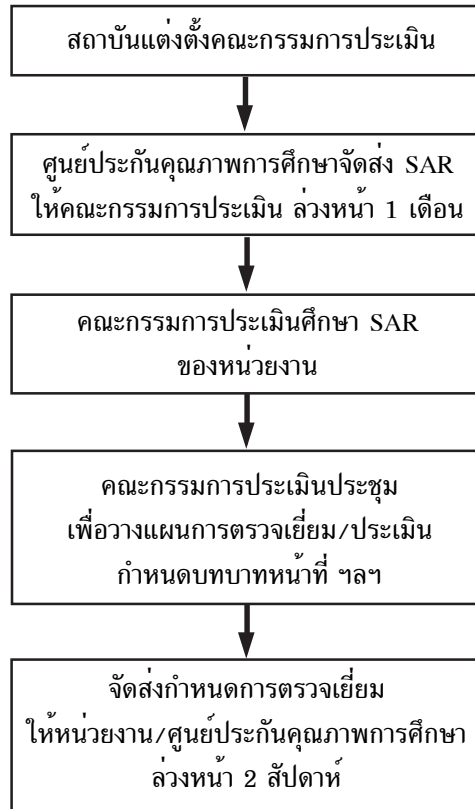 สถาบันแต่งตั้งคณะกรรมการประเมิน
ศูนย์ประกันคุณภาพการศึกษาจัดส่ง SAR
ให้คณะกรรมการประเมิน ล่วงหน้า 1 เดือน
คณะกรรมการประเมินศึกษา SAR
ของหน่วยงาน
คณะกรรมการประเมินประชุม
เพื่อวางแผนการตรวจเยี่ยม/ประเมิน
กำหนดบทบาทหน้าที่ ฯลฯ
จัดส่งกำหนดการตรวจเยี่ยม
ให้หน่วยงาน/ศูนย์ประกันคุณภาพการศึกษา
ล่วงหน้า 2 สัปดาห์